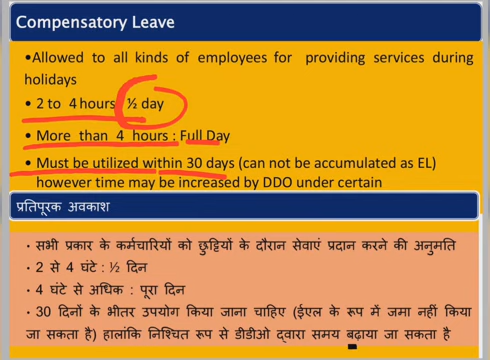 Compensatory Leave
•Allowed to all kinds of employees for providing services during
holidays
• 2 to 4 hours ½ day
• More than 4 hours : Full Day
• Must be utilized within 30 days (can not be accumulated as EL)
however time may be increased by DDO under certain
प्रतिपूरक अवकाश
• सभी प्रकार के कर्मचारियों को छुट्टियों के दौरान सेवाएं प्रदान करने की अनुमति
• 2 से 4 घंटे : ½ दिन
• 4 घंटे से अधिक : पूरा दिन
• 30 दिनों के भीतर उपयोग किया जाना चाहिए (ईएल के रूप में जमा नहीं किया
जा सकता है) हालांकि निश्चित रूप से डीडीओ द्वारा समय बढ़ाया जा सकता है